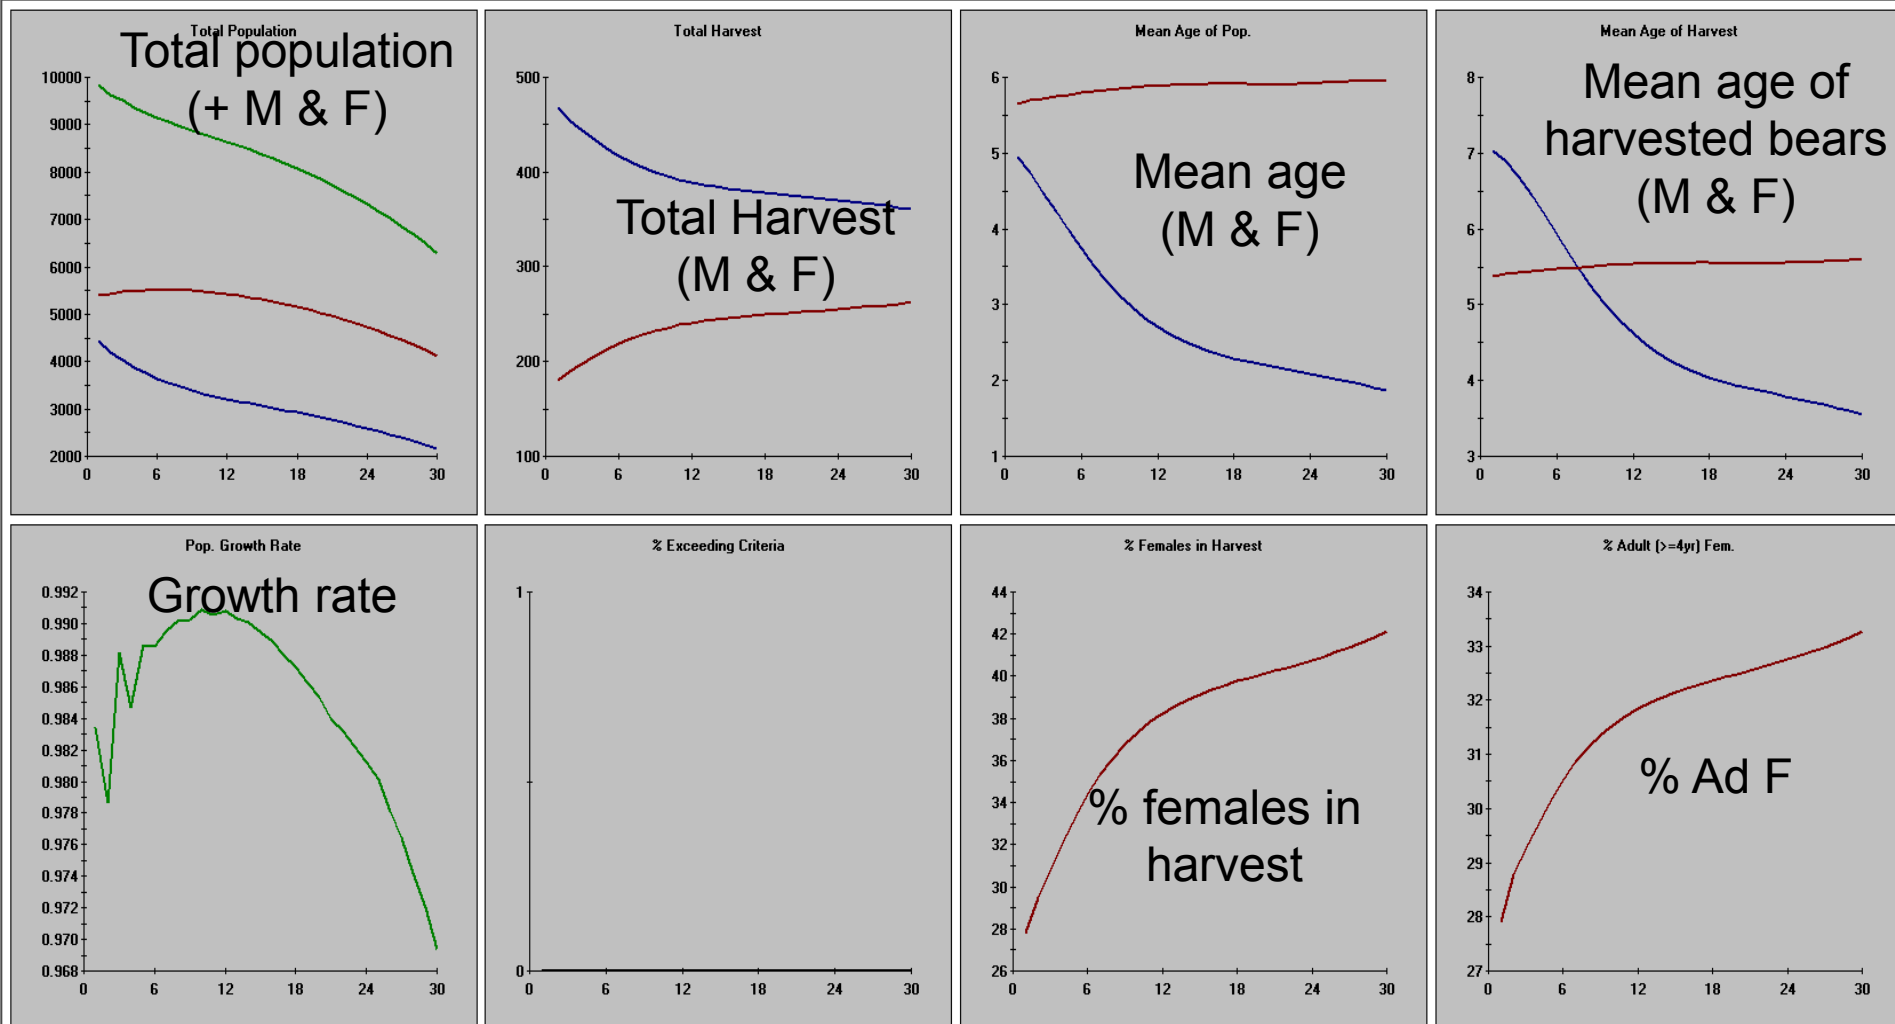 Total Population
Total population
(+ M & F)
10000
9000
8000
7000
6000
5000
4000
3000
2000
0 6 12 18 24 30
Total Harvest
500
400
300
200
100
Total Harvest
(M & F)
0 6 12 18 24 30
Mean Age of Pop.
6
5
4
3
2
1
Mean age
(M & F)
0 6 12 18 24 30
Mean Age of Harvest
Mean age of
harvested bears
(M & F)
8
7
6
5
4
3
0 6 12 18 24 30
Pop. Growth Rate
Growth rate
0.992
0.990
0.988
0.986
0.984
0.982
0.980
0.978
0.976
0.974
0.972
0.970
0.968
0 6 12 18 24 30
% Exceeding Criteria
1
0
0 6 12 18 24 30
% Females in Harvest
44
42
40
38
36
34
32
30
28
26
% females in
harvest
0 6 12 18 24 30
% Adult (>=4yr) Fem.
34
33
32
31
30
29
28
27
% Ad F
0 6 12 18 24 30